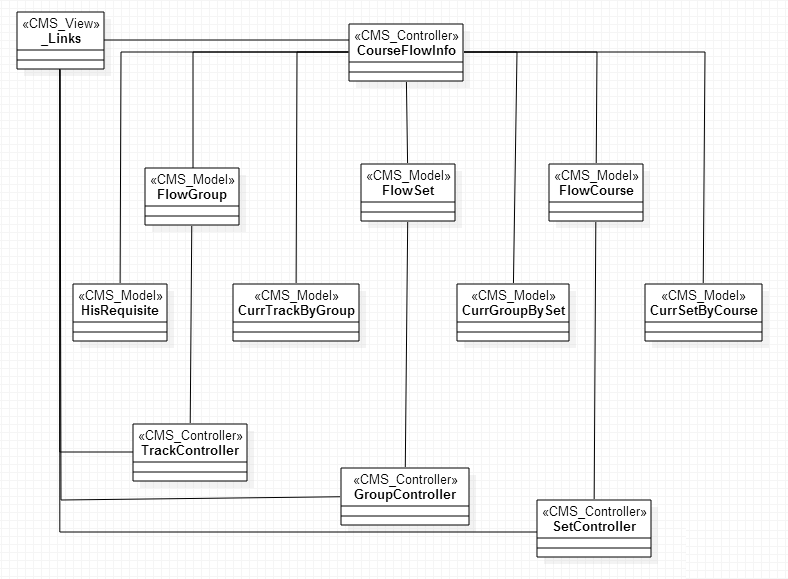 «CMS_View»
_Links
«CMS_Controller»
CourseFlowInfo
«CMS_Model»
FlowGroup
«CMS_Model»
FlowSet
«CMS_Model»
FlowCourse
«CMS_Model»
HisRequisite
«CMS_Model»
CurrTrackByGroup
«CMS_Model»
CurrGroupBySet
«CMS_Model»
CurrSetByCourse
«CMS_Controller»
TrackController
«CMS_Controller»
GroupController
«CMS_Controller»
SetController